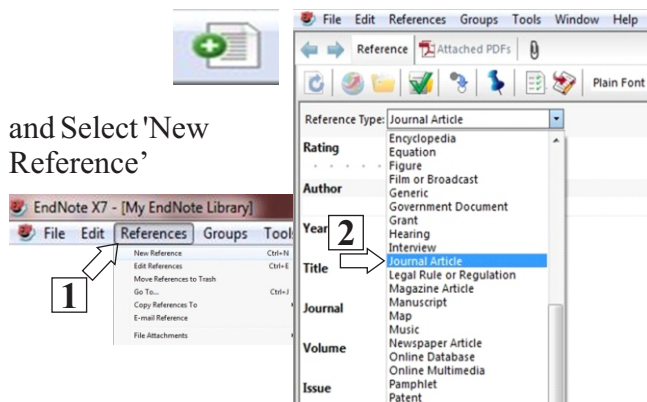 and Select 'New
Reference’
EndNote X7 - [My EndNote Library]
File Edit References Groups Tools
New Reference Ctrl+N
Edit References Ctrl+E
Move References to Trash
Go To... Ctrl+J
Copy References To
E-mail Reference
File Attachments
1
File Edit References Groups Tools Window Help
Reference Attached PDFs
Plain Font
Reference Type: Journal Article
Rating
Author
Year
Title
Journal
Volume
Issue
2
Encyclopedia
Equation
Figure
Film or Broadcast
Generic
Government Document
Grant
Hearing
Interview
Journal Article
Legal Rule or Regulation
Magazine Article
Manuscript
Map
Music
Newspaper Article
Online Database
Online Multimedia
Pamphlet
Patent